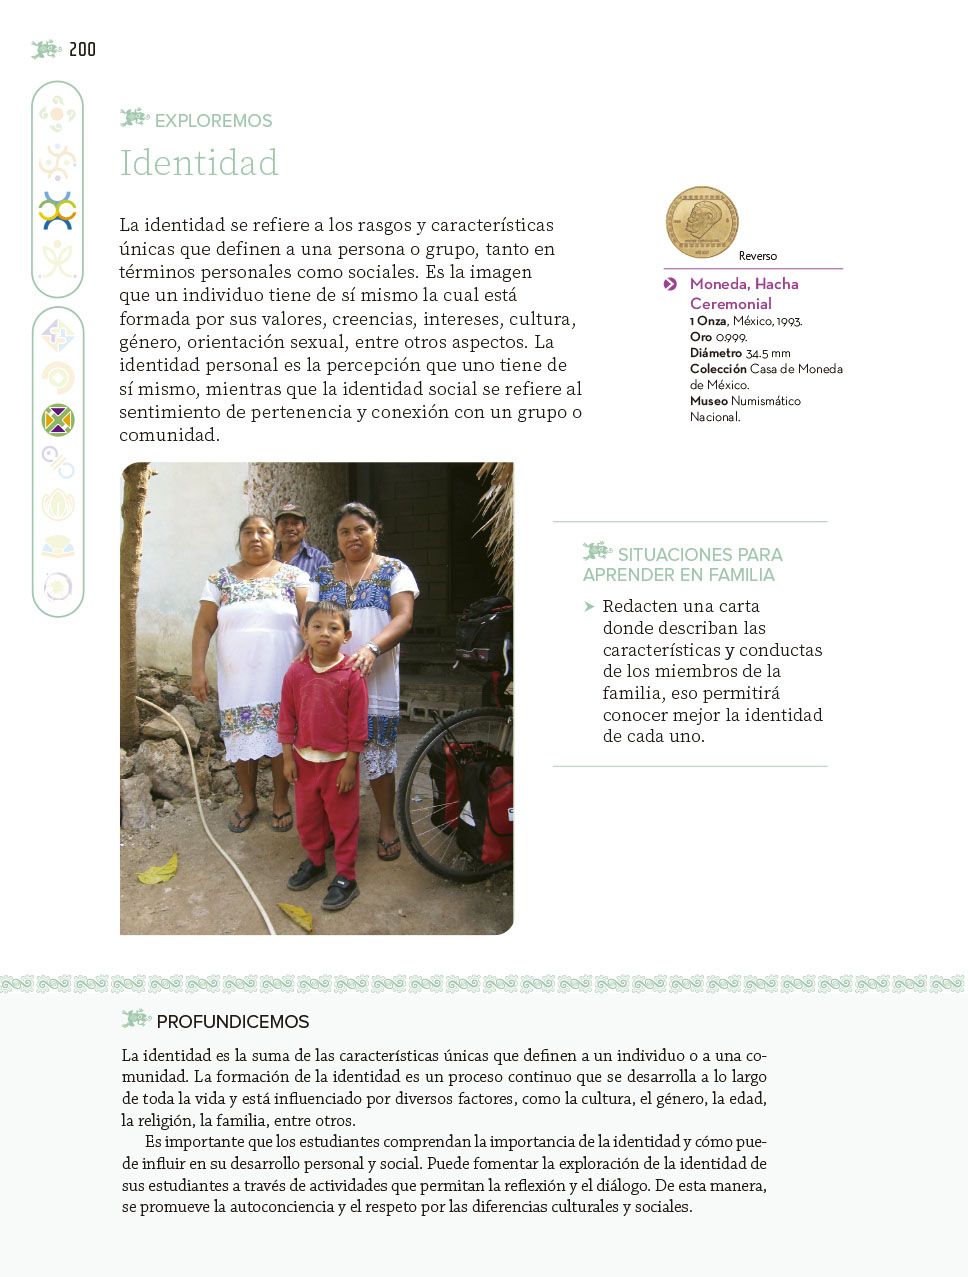 200
EXPLOREMOS
Identidad
La identidad se refiere a los rasgos y características
únicas que definen a una persona o grupo, tanto en
términos personales como sociales. Es la imagen
que un individuo tiene de sí mismo la cual está
formada por sus valores, creencias, intereses, cultura,
género, orientación sexual, entre otros aspectos. La
identidad personal es la percepción que uno tiene de
sí mismo, mientras que la identidad social se refiere al
sentimiento de pertenencia y conexión con un grupo o
comunidad.
Reverso
Moneda, Hacha
Ceremonial
1 Onza, México, 1993.
Oro 0.999.
Diámetro 34.5 mm
Colección Casa de Moneda
de México.
Museo Numismático
Nacional.
SITUACIONES PARA
APRENDER EN FAMILIA
Redacten una carta
donde describan las
características y conductas
de los miembros de la
familia, eso permitirá
conocer mejor la identidad
de cada uno.
PROFUNDICEMOS
La identidad es la suma de las características únicas que definen a un individuo o a una co-
munidad. La formación de la identidad es un proceso continuo que se desarrolla a lo largo
de toda la vida y está influenciado por diversos factores, como la cultura, el género, la edad,
la religión, la familia, entre otros.
Es importante que los estudiantes comprendan la importancia de la identidad y cómo pue-
de influir en su desarrollo personal y social. Puede fomentar la exploración de la identidad de
sus estudiantes a través de actividades que permitan la reflexión y el diálogo. De esta manera,
se promueve la autoconciencia y el respeto por las diferencias culturales y sociales.